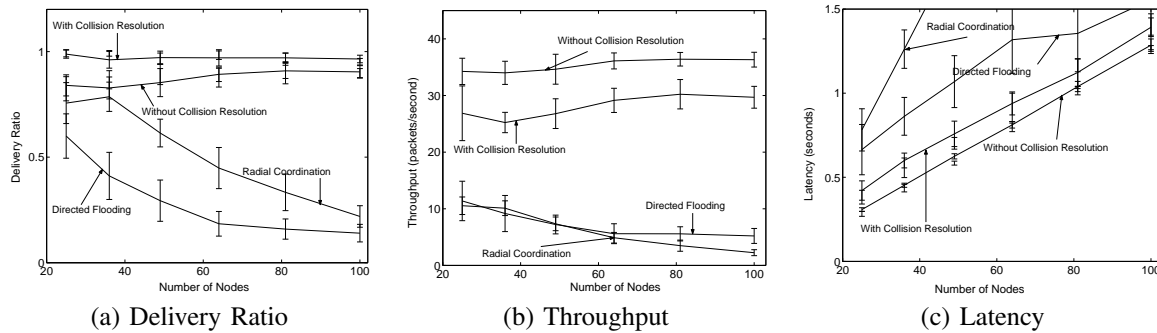 With Collision Resolution
Without Collision Resolution
Radial Coordination
Directed Flooding
0
0.5
1
20
40
60
80
100
Number of Nodes
Delivery Ratio
(a) Delivery Ratio
Without Collision Resolution
With Collision Resolution
Directed Flooding
Radial Coordination
0
10
20
30
40
20
40
60
80
100
Number of Nodes
Throughput (packets/second)
(b) Throughput
Radial Coordination
Directed Flooding
Without Collision Resolution
With Collision Resolution
0
0.5
1
1.5
20
40
60
80
100
Number of Nodes
Latency (seconds)
(c) Latency